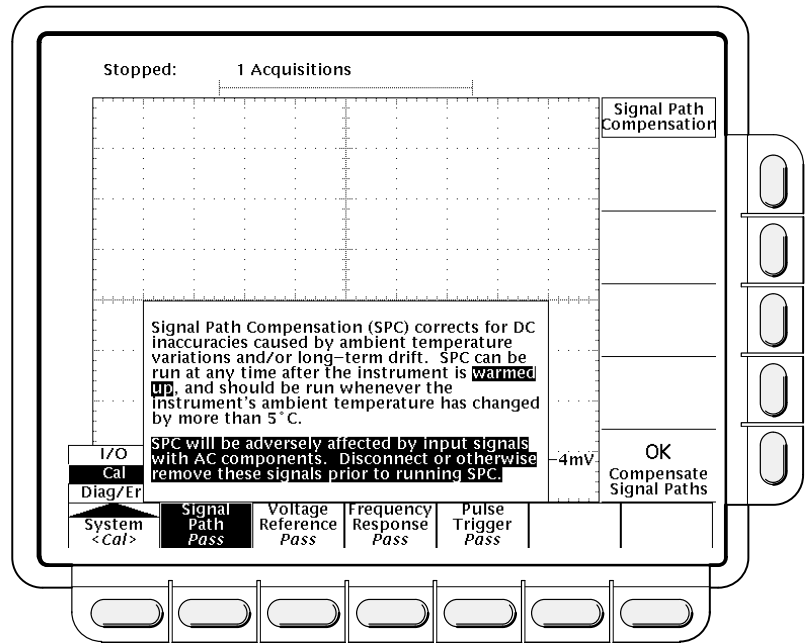 Stopped: 1 Acquisitions
Signal Path
Compensation
Signal Path Compensation (SPC) corrects for DC
inaccuracies caused by ambient temperature
variations and/or long-term drift. SPC can be
run at any time after the instrument is warmed
up, and should be run whenever the
instrument's ambient temperature has changed
by more than 5°C.
SPC will be adversely affected by input signals
with AC components. Disconnect or otherwise
remove these signals prior to running SPC.
-4mV
OK
Compensate
Signal Paths
I/O
Cal
Diag/Er
System
<Cal>
Signal
Path
Pass
Voltage
Reference
Pass
Frequency
Response
Pass
Pulse
Trigger
Pass